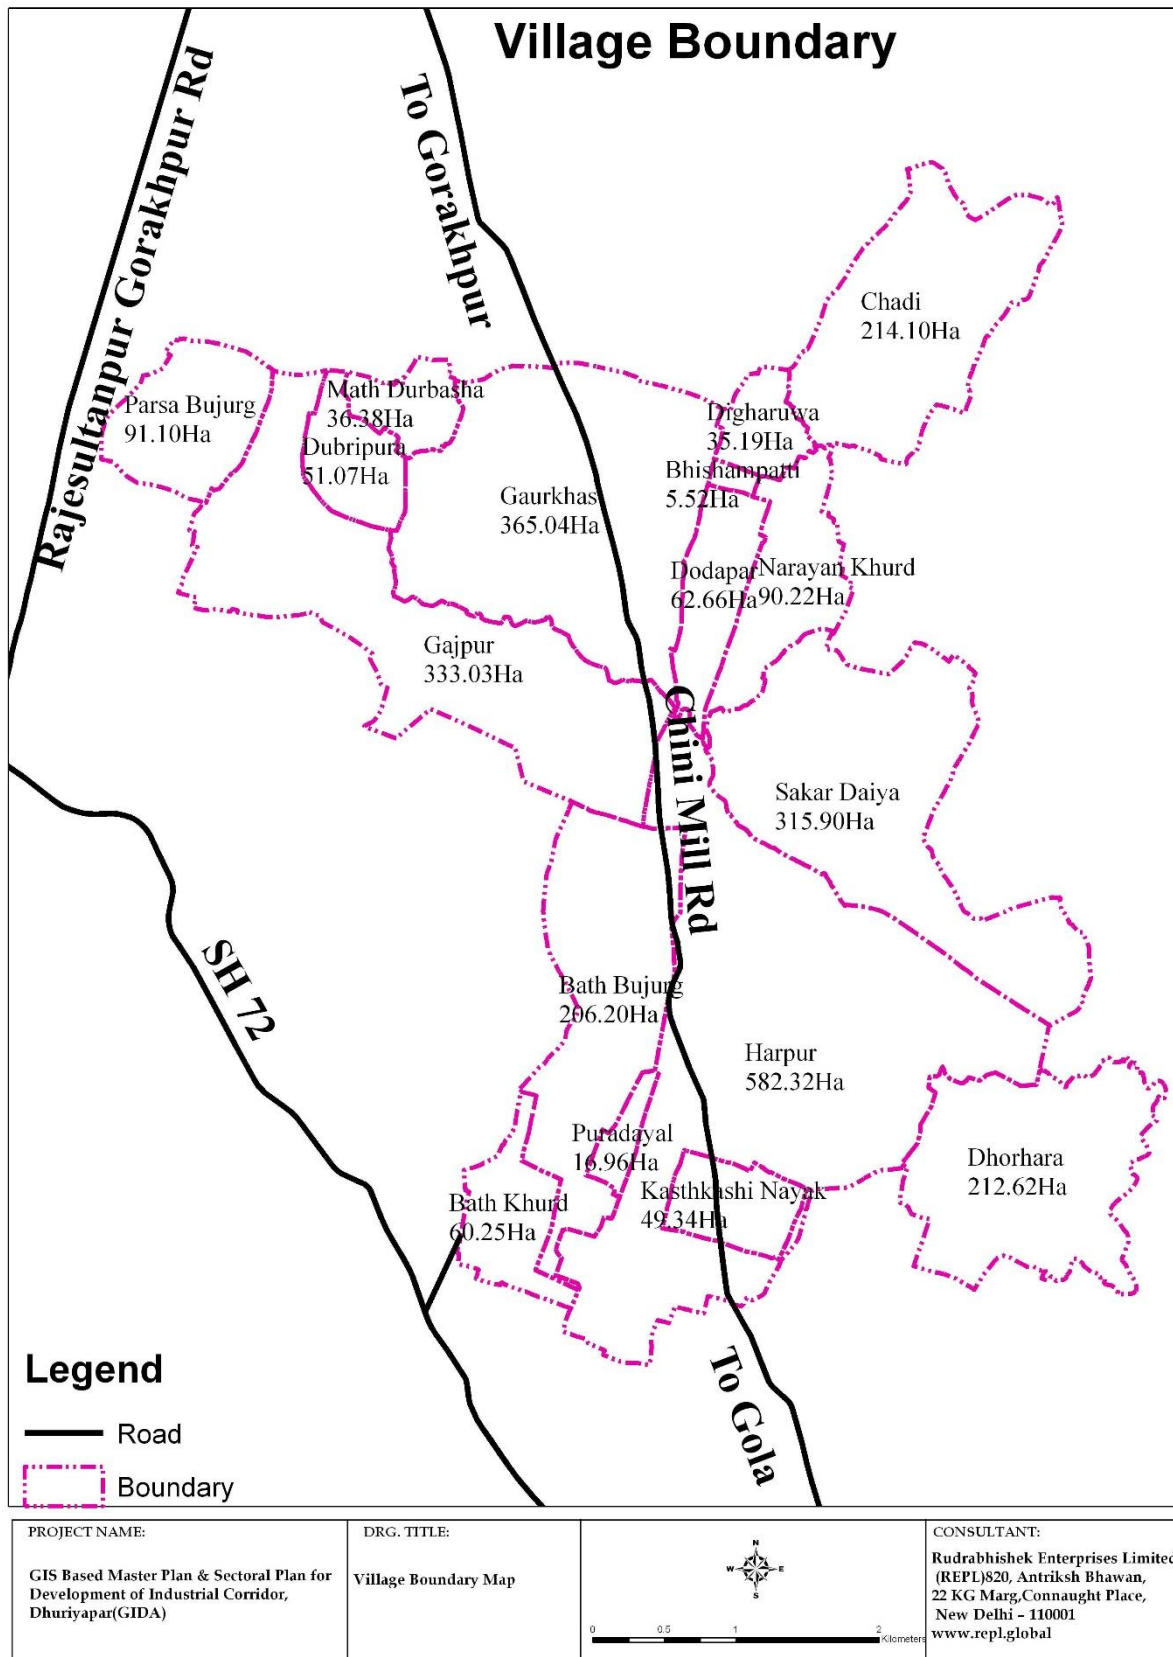 Village Boundary
Rajesultanpur Gorakhpur Rd
To Gorakhpur
Chadi
214.10Ha
Parsa Bujurg
91.10Ha
Math Durbasha
36.38Ha
Dubripura
51.07Ha
Digharuwa
35.19Ha
Bhishampatti
5.52Ha
Gaurkhas
365.04Ha
Dodapar
62.66Ha
Narayan Khurd
90.22Ha
Gajpur
333.03Ha
Chini Mill Rd
Sakar Daiya
315.90Ha
SH 72
Bath Bujurg
206.20Ha
Harpur
582.32Ha
Puradayal
16.96Ha
Kasthkashi Nayak
49.34Ha
Dhorhara
212.62Ha
Bath Khurd
60.25Ha
To Gola
Legend
Road
Boundary
PROJECT NAME:
GIS Based Master Plan & Sectoral Plan for
Development of Industrial Corridor,
Dhuriyapar(GIDA)
DRG. TITLE:
Village Boundary Map
N
W E
S
0 0.5 1 2
Kilometers
CONSULTANT:
Rudrabhishek Enterprises Limited
(REPL)820, Antriksh Bhawan,
22 KG Marg,Connaught Place,
New Delhi – 110001
www.repl.global